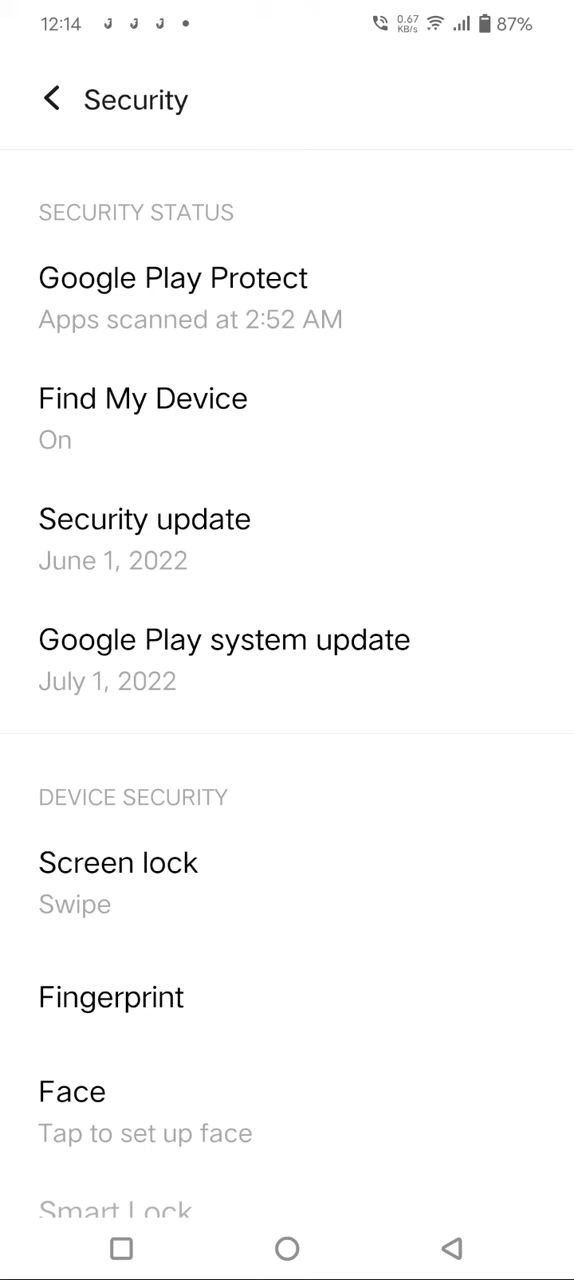 12:14 0.67 KB/s 87%
Security
SECURITY STATUS
Google Play Protect
Apps scanned at 2:52 AM
Find My Device
On
Security update
June 1, 2022
Google Play system update
July 1, 2022
DEVICE SECURITY
Screen lock
Swipe
Fingerprint
Face
Tap to set up face
Smart Lock